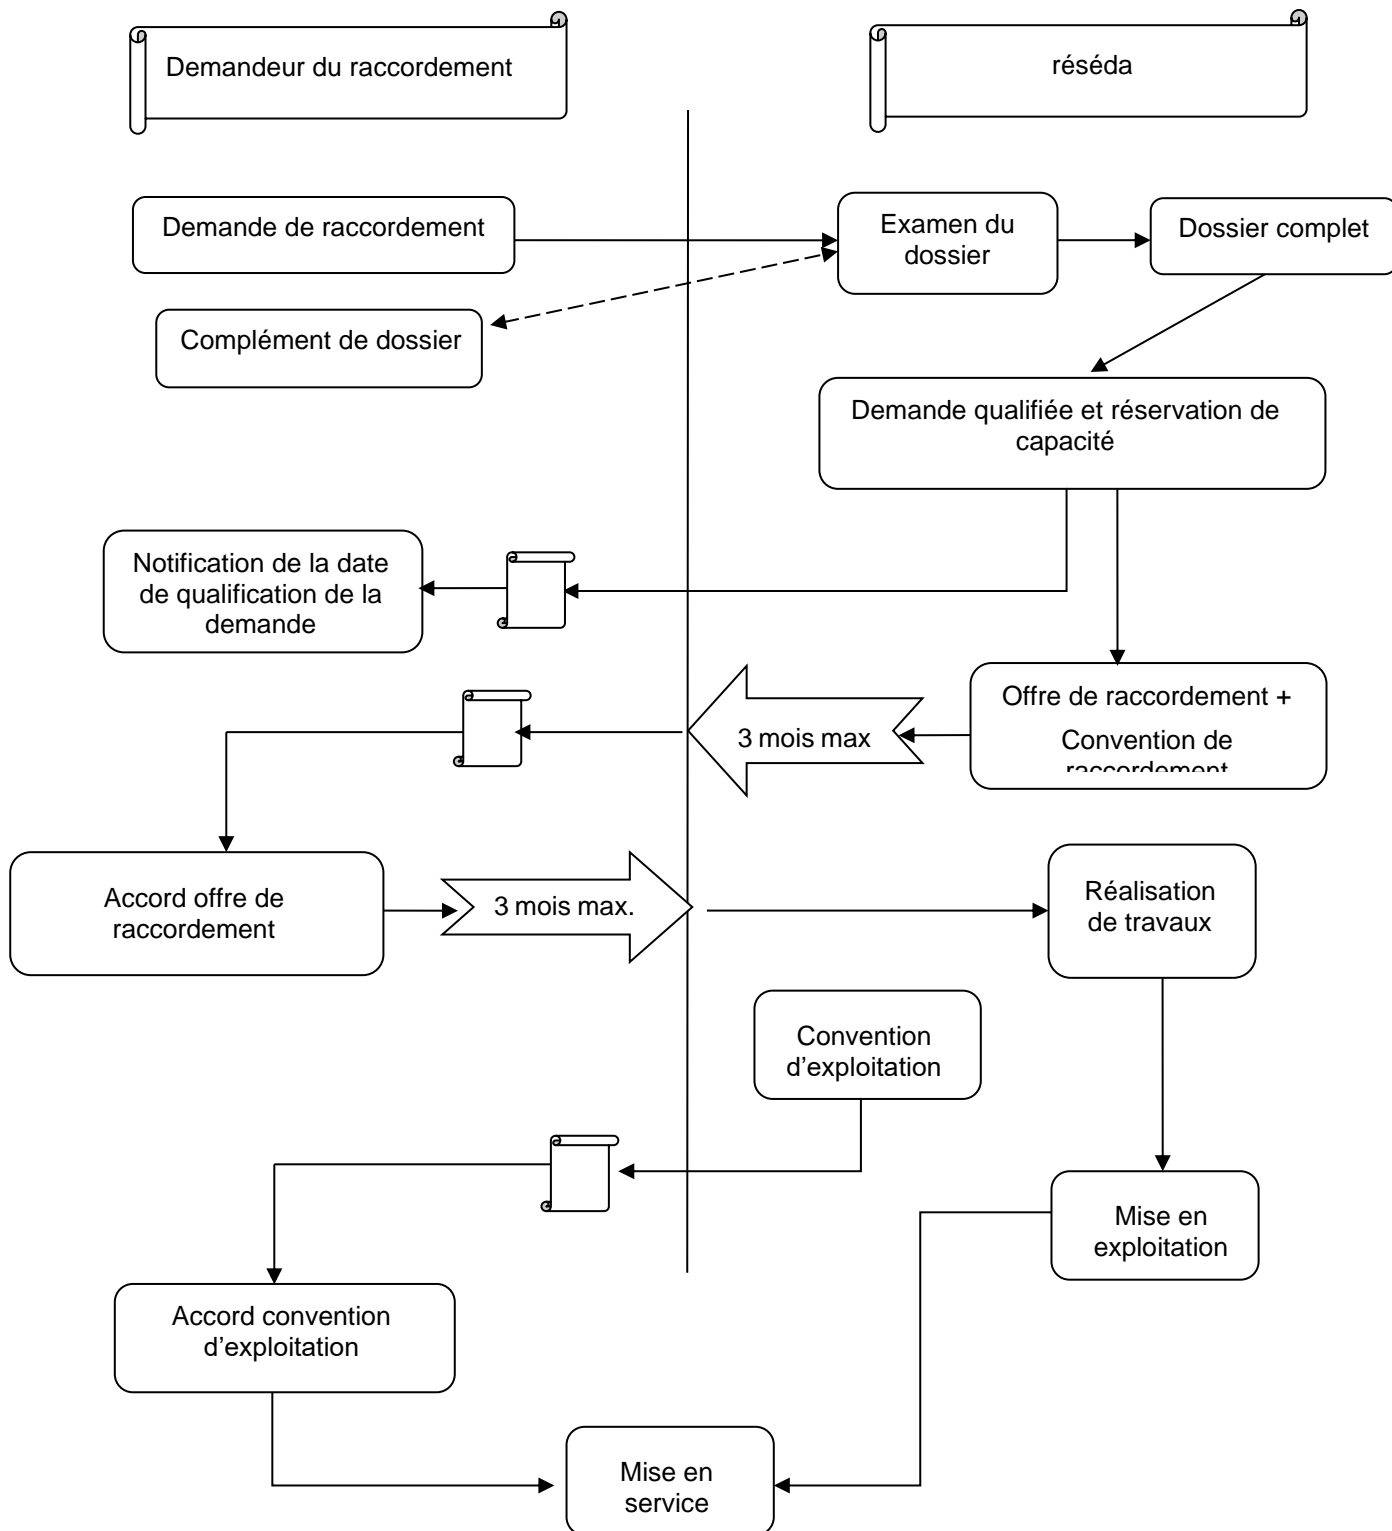 Demandeur du raccordement
réséda
Demande de raccordement
Examen du
dossier
Dossier complet
Complément de dossier
Demande qualifiée et réservation de
capacité
Notification de la date
de qualification de la
demande
Offre de raccordement +
Convention de
raccordement
3 mois max
Accord offre de
raccordement
3 mois max.
Réalisation
de travaux
Convention
d’exploitation
Mise en
exploitation
Accord convention
d’exploitation
Mise en
service